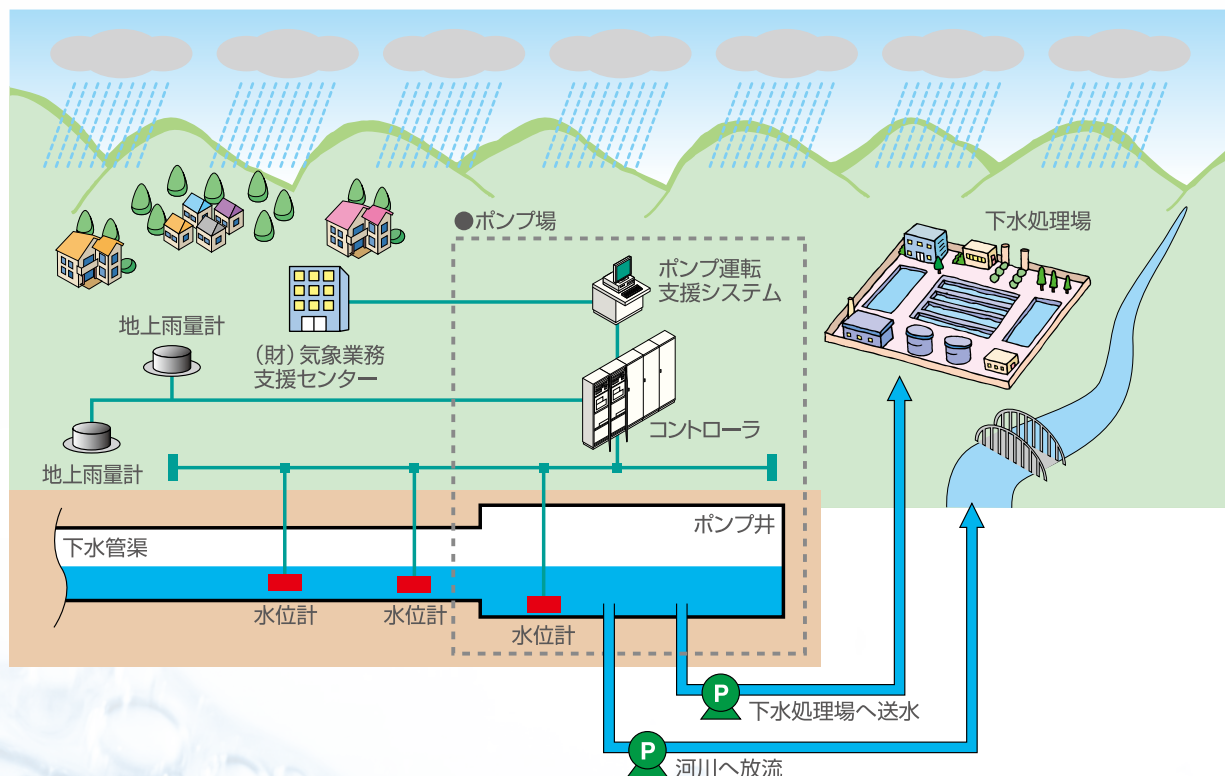 ●ポンプ場
下水処理場
ポンプ運転
支援システム
地上雨量計
(財)気象業務
支援センター
コントローラ
地上雨量計
ポンプ井
下水管渠
水位計
水位計
水位計
P
下水処理場へ送水
P
河川へ放流